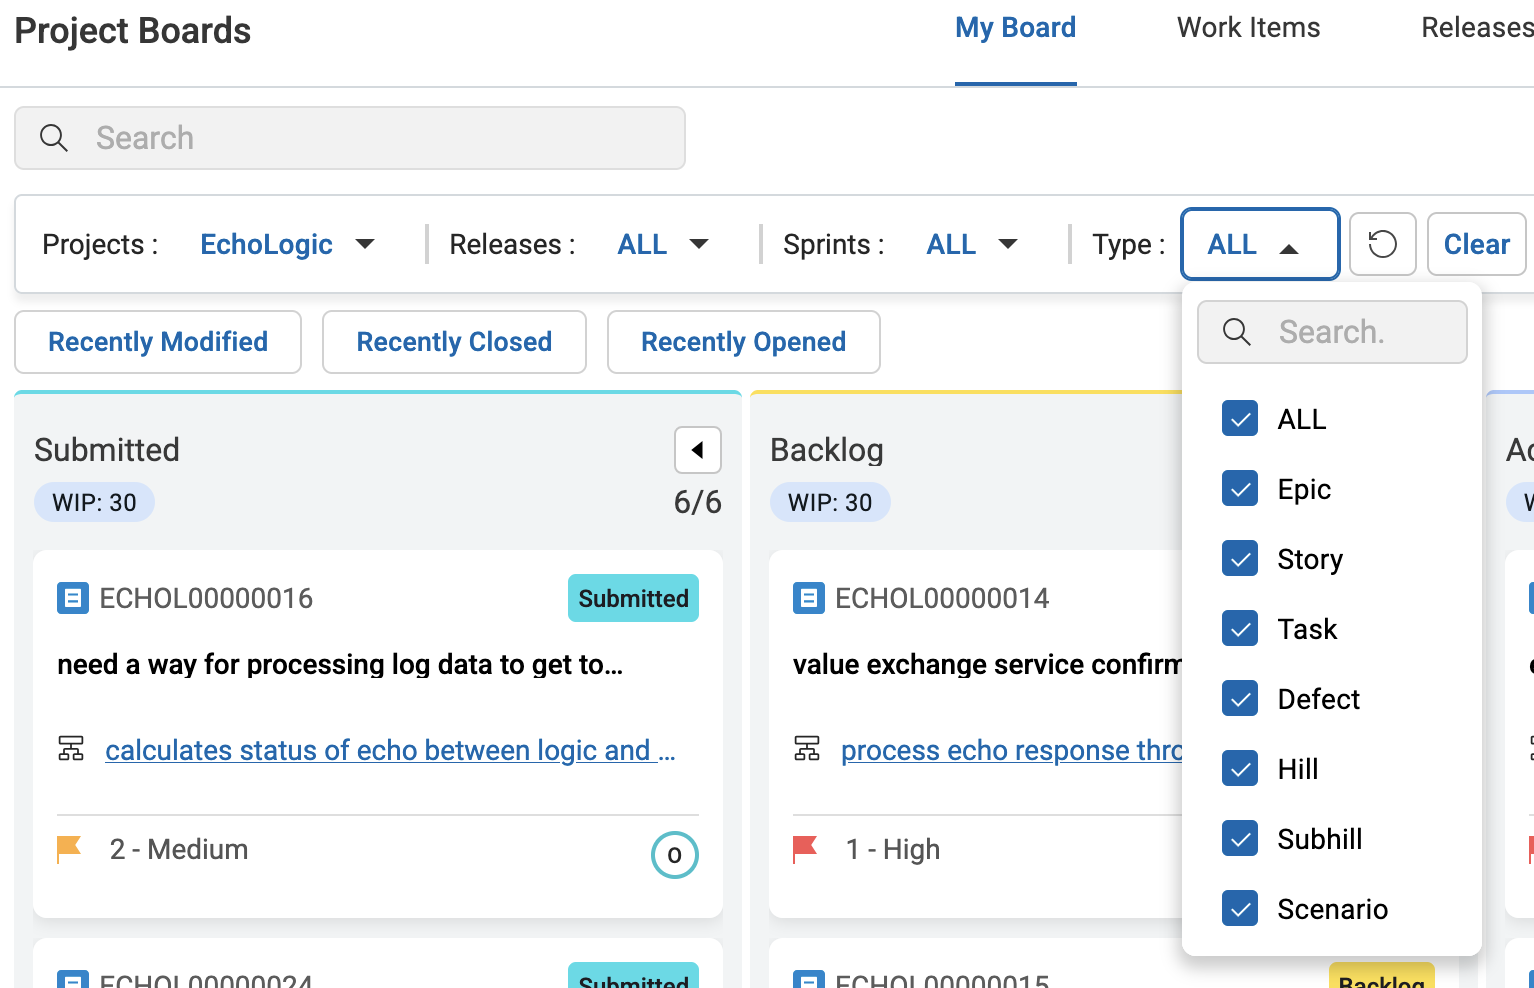 Project Boards
My Board
Work Items
Releases
Search
Projects :
EchoLogic
Releases :
ALL
Sprints :
ALL
Type :
ALL
Clear
Recently Modified
Recently Closed
Recently Opened
Search.
ALL
Epic
Story
Task
Defect
Hill
Subhill
Scenario
Submitted
WIP: 30
6/6
ECHOL00000016
Submitted
need a way for processing log data to get to...
calculates status of echo between logic and ...
2 - Medium
0
ECHOL00000024
Submitted
Backlog
WIP: 30
ECHOL00000014
value exchange service confirm
process echo response thro
1 - High
ECHOL00000015
Backlog